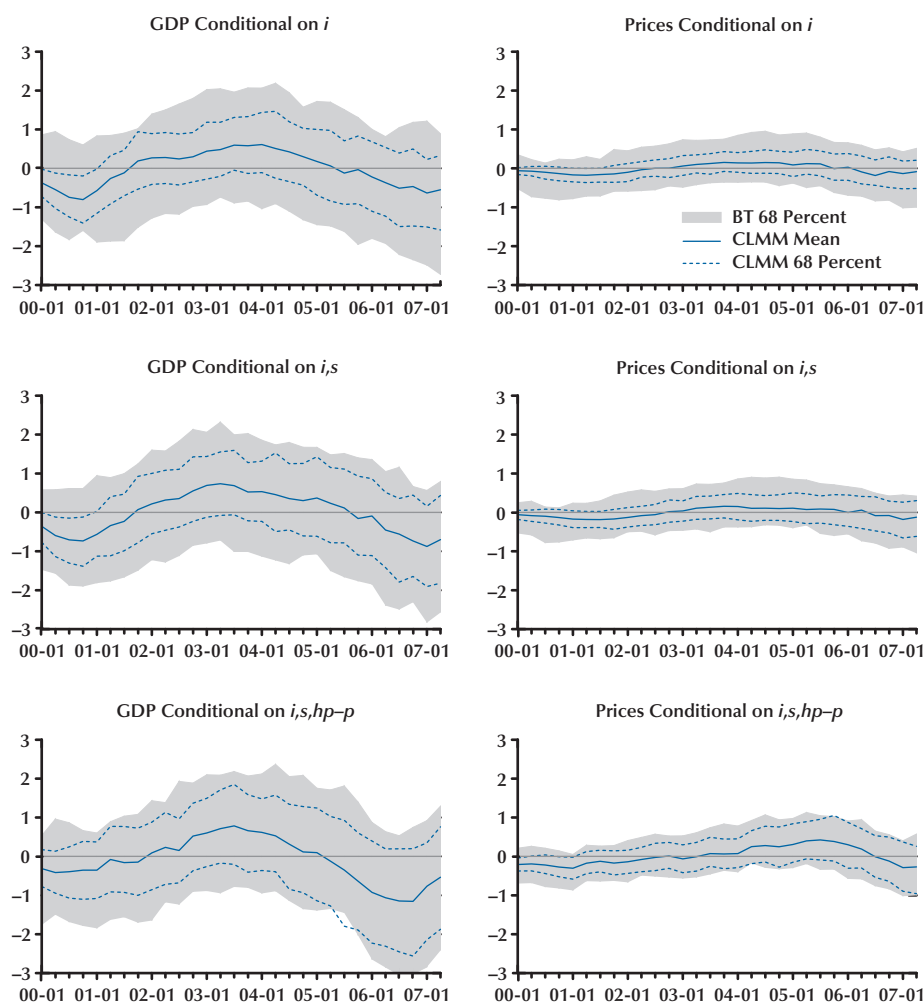 GDP Conditional on i
3
2
1
0
–1
–2
–3
00-01 01-01 02-01 03-01 04-01 05-01 06-01 07-01
Prices Conditional on i
3
2
1
0
–1
–2
–3
BT 68 Percent
CLMM Mean
CLMM 68 Percent
00-01 01-01 02-01 03-01 04-01 05-01 06-01 07-01
GDP Conditional on i,s
3
2
1
0
–1
–2
–3
00-01 01-01 02-01 03-01 04-01 05-01 06-01 07-01
Prices Conditional on i,s
3
2
1
0
–1
–2
–3
00-01 01-01 02-01 03-01 04-01 05-01 06-01 07-01
GDP Conditional on i,s,hp–p
3
2
1
0
–1
–2
–3
00-01 01-01 02-01 03-01 04-01 05-01 06-01 07-01
Prices Conditional on i,s,hp–p
3
2
1
0
–1
–2
–3
00-01 01-01 02-01 03-01 04-01 05-01 06-01 07-01